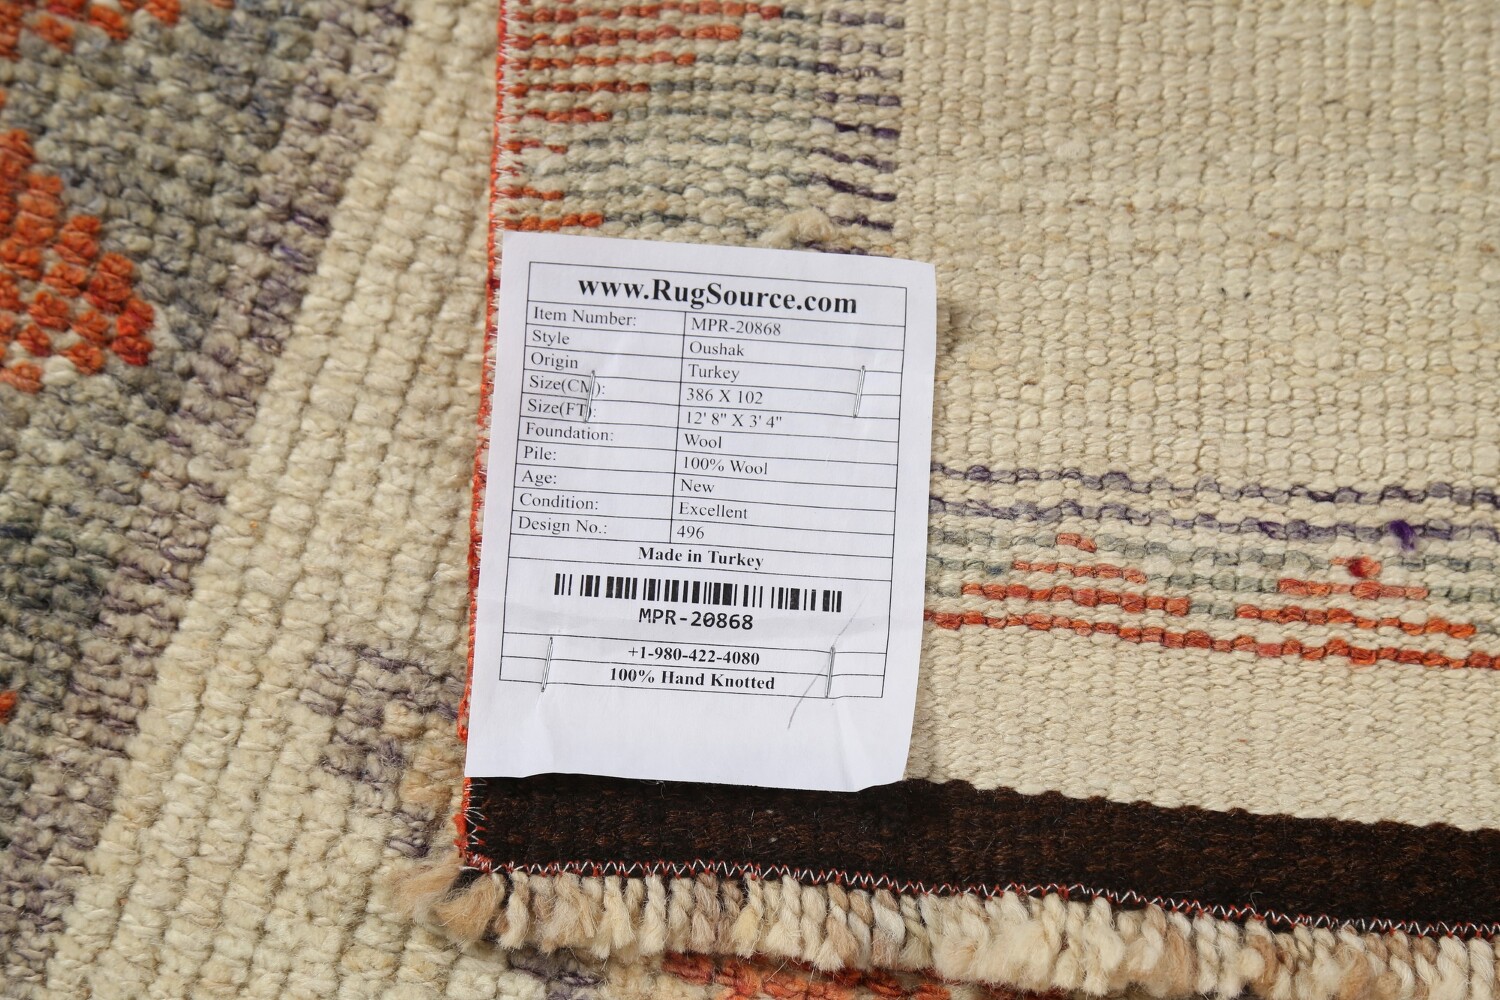 www.RugSource.com
Item Number: MPR-20868
Style Oushak
Origin Turkey
Size(CM): 386 X 102
Size(FT): 12' 8" X 3' 4"
Foundation: Wool
Pile: 100% Wool
Age: New
Condition: Excellent
Design No.: 496
Made in Turkey
MPR-20868
+1-980-422-4080
100% Hand Knotted